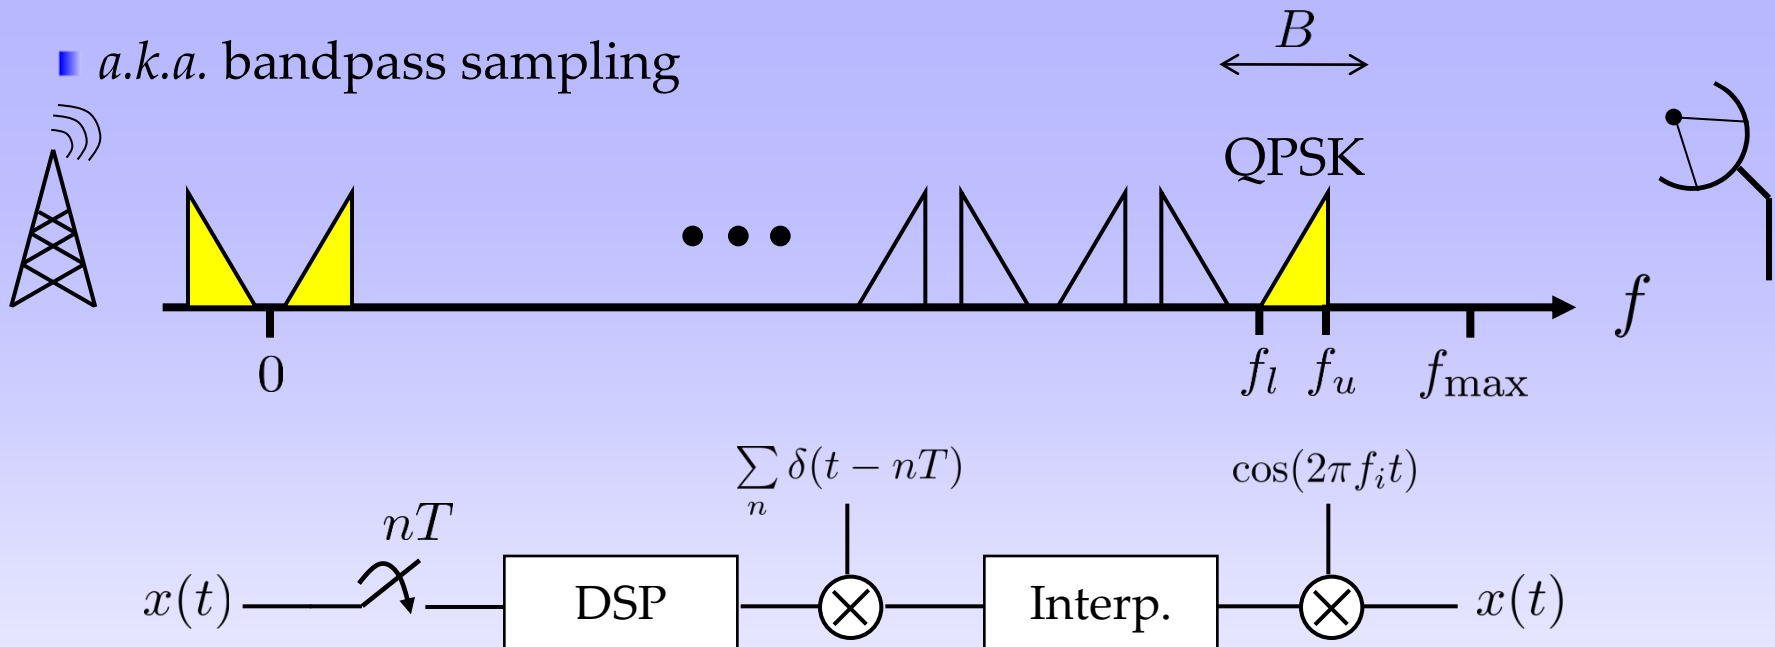 B
a.k.a. bandpass sampling
QPSK
f
0 f_l f_u f_max
∑_n δ(t − nT) cos(2πf_i t)
nT
x(t) DSP Interp. x(t)